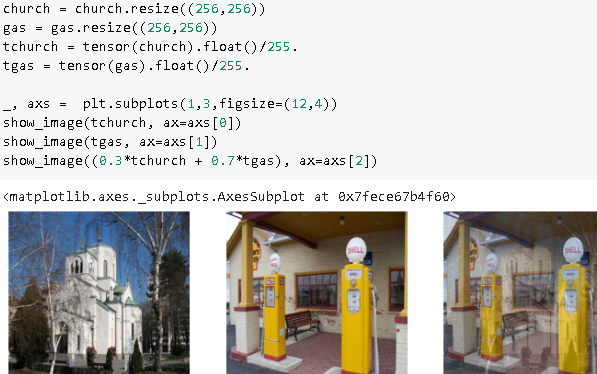 church = church.resize((256,256))
gas = gas.resize((256,256))
tchurch = tensor(church).float()/255.
tgas = tensor(gas).float()/255.
_, axs =  plt.subplots(1,3,figsize=(12,4))
show_image(tchurch, ax=axs[0])
show_image(tgas, ax=axs[1])
show_image((0.3*tchurch + 0.7*tgas), ax=axs[2])
<matplotlib.axes._subplots.AxesSubplot at 0x7fece67b4f60>
SHELL
SHELL
SHELL